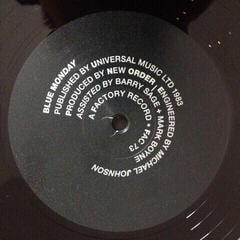 BLUE MONDAY
PUBLISHED BY UNIVERSAL MUSIC LTD 1983
PRODUCED BY NEW ORDER / ENGINEERED BY MICHAEL JOHNSON
ASSISTED BY BARRY SAGE + MARK BOYNE
A FACTORY RECORD • FAC 73